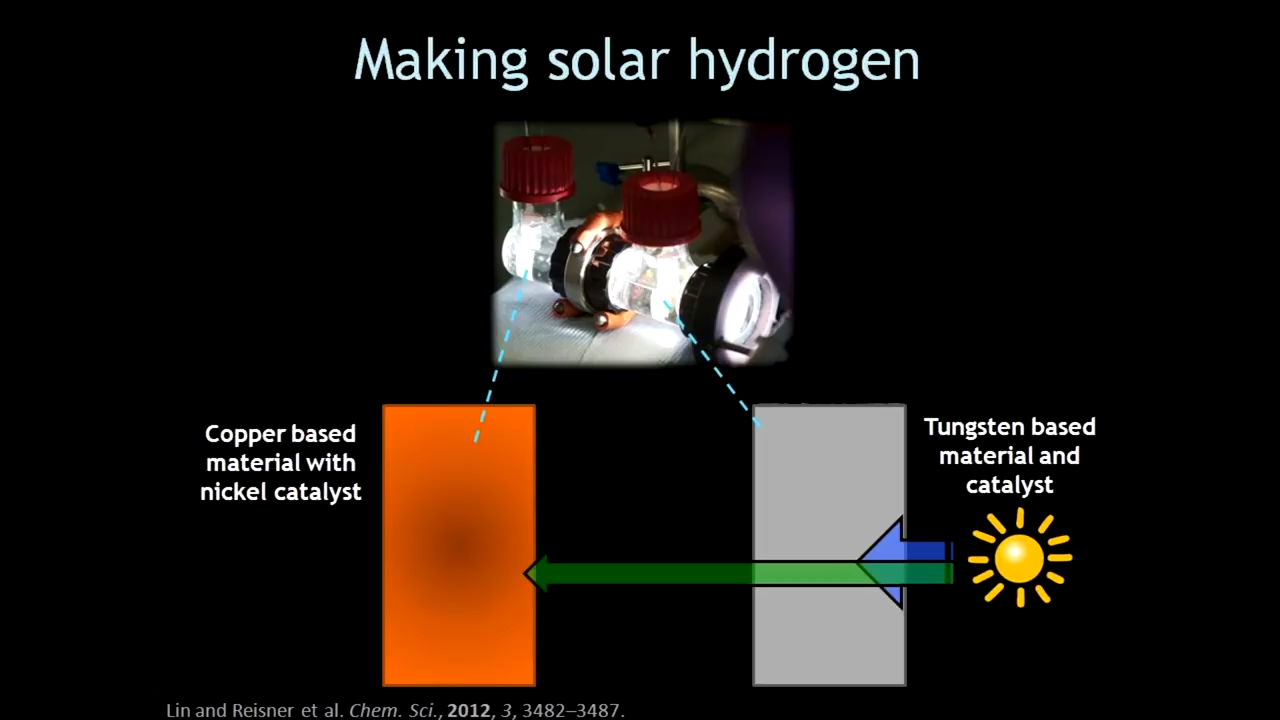 Making solar hydrogen
Copper based
material with
nickel catalyst
Tungsten based
material and
catalyst
Lin and Reisner et al. Chem. Sci., 2012, 3, 3482–3487.